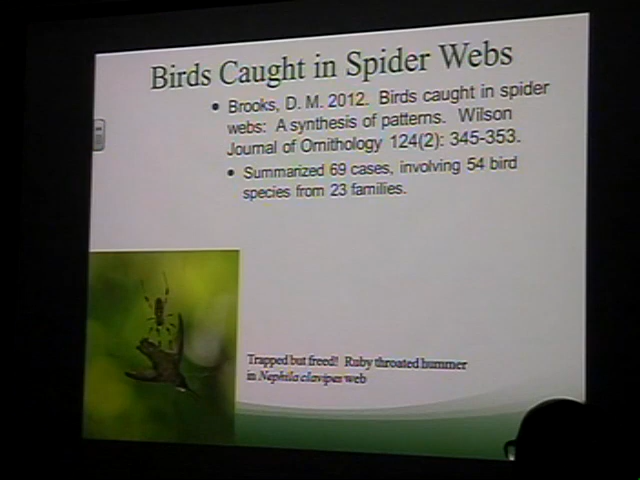 Birds Caught in Spider Webs
• Brooks, D. M. 2012. Birds caught in spider
webs: A synthesis of patterns. Wilson
Journal of Ornithology 124(2): 345-353.
• Summarized 69 cases, involving 54 bird
species from 23 families.
Trapped but freed! Ruby throated hummer
in Nephila clavipes web